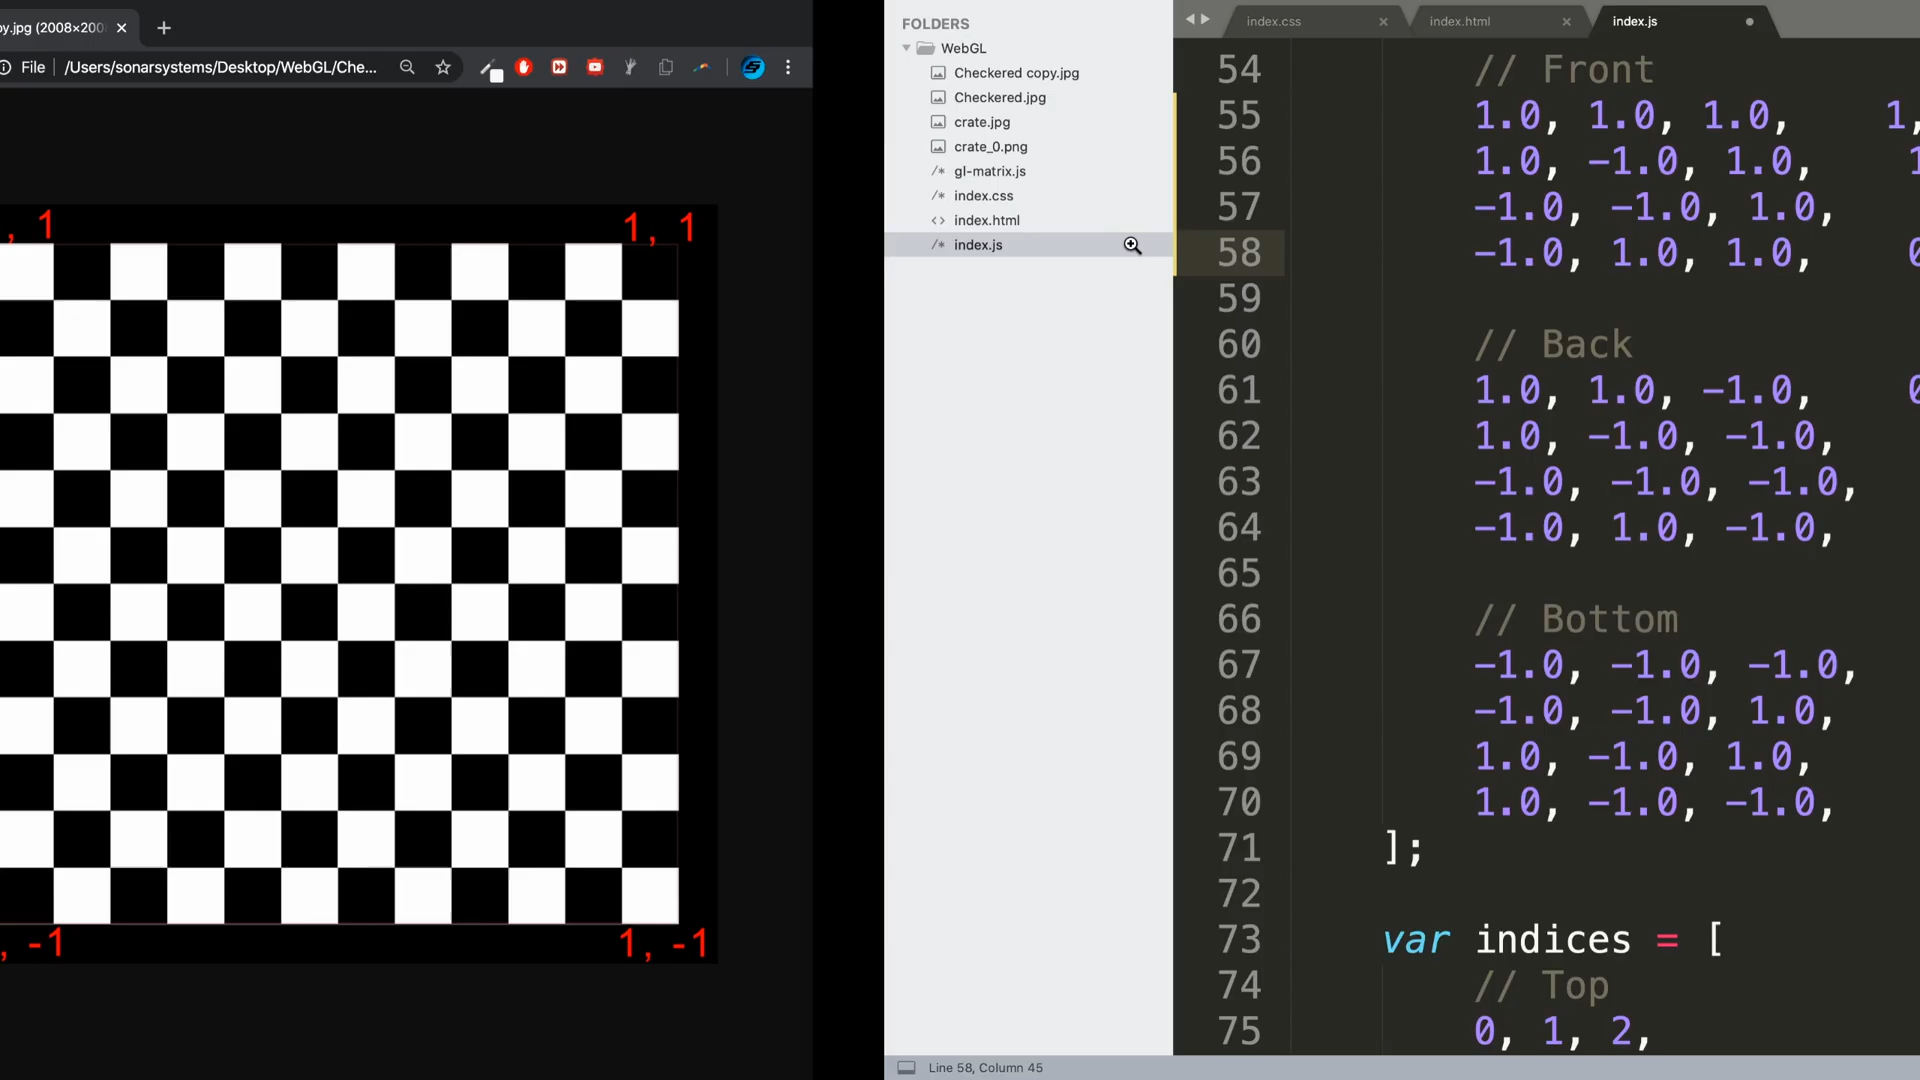 py.jpg (2008×200
File
/Users/sonarsystems/Desktop/WebGL/Che...
, 1
1, 1
, -1
1, -1
FOLDERS
WebGL
Checkered copy.jpg
Checkered.jpg
crate.jpg
crate_0.png
gl-matrix.js
index.css
index.html
index.js
index.css
index.html
index.js
54 // Front
55 1.0, 1.0, 1.0, 1,
56 1.0, -1.0, 1.0, 1
57 -1.0, -1.0, 1.0,
58 -1.0, 1.0, 1.0, 0
59
60 // Back
61 1.0, 1.0, -1.0, 0
62 1.0, -1.0, -1.0,
63 -1.0, -1.0, -1.0,
64 -1.0, 1.0, -1.0,
65
66 // Bottom
67 -1.0, -1.0, -1.0,
68 -1.0, -1.0, 1.0,
69 1.0, -1.0, 1.0,
70 1.0, -1.0, -1.0,
71 ];
72
73 var indices = [
74 // Top
75 0, 1, 2,
Line 58, Column 45